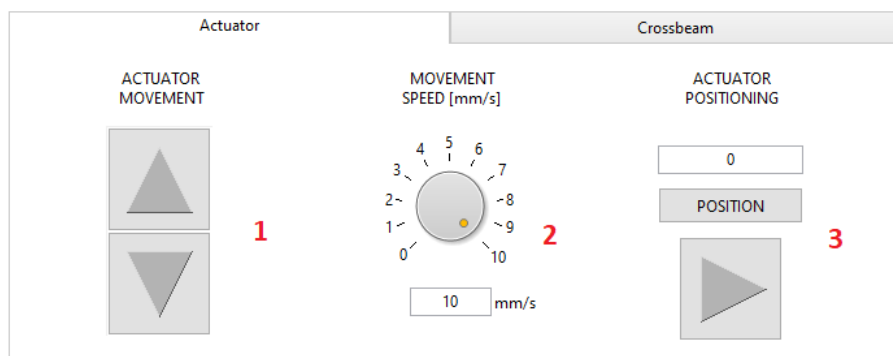 Actuator
Crossbeam
ACTUATOR
MOVEMENT
1
MOVEMENT
SPEED [mm/s]
0
1
2
3
4
5
6
7
8
9
10
10 mm/s
2
ACTUATOR
POSITIONING
0
POSITION
3